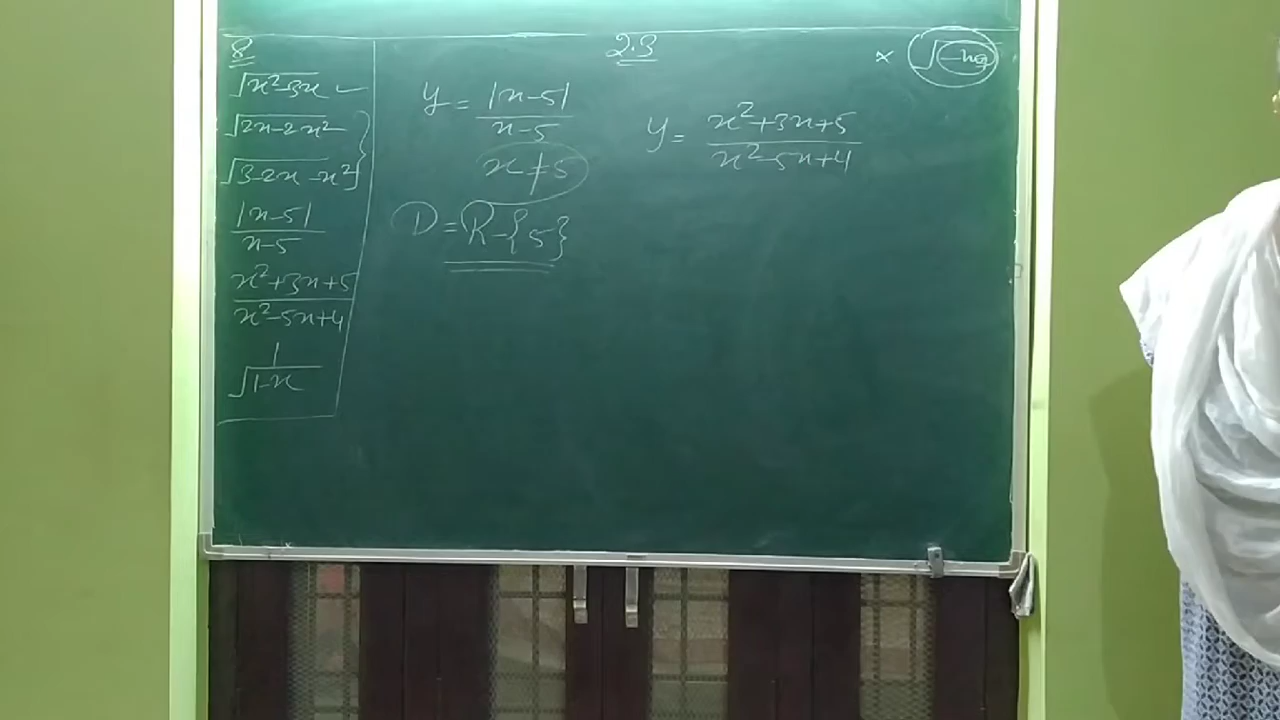 8
√x²-3x
√2x-2x²
√3-2x-x²
|x-5|
x-5
x²+3x+5
x²-5x+4
1
√1-x
2.3
y = |x-5|
x-5
x≠5
D = R-{5}
y = x²+3x+5
x²-5x+4
× √-ve